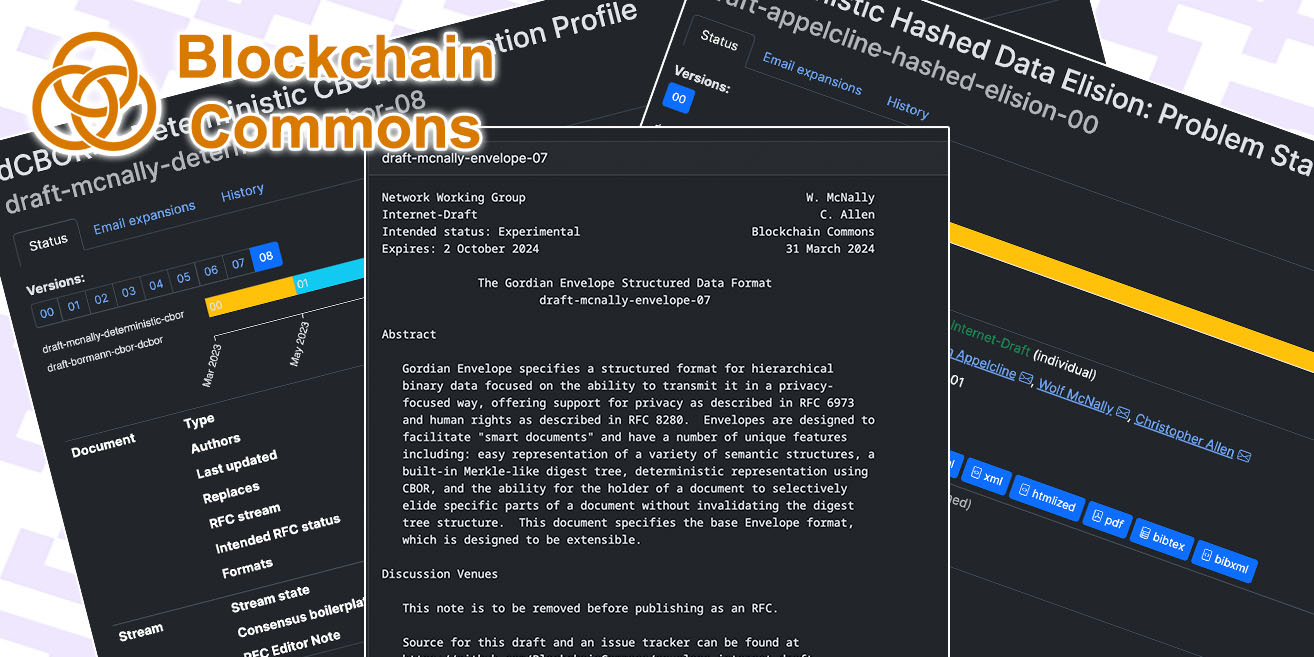 Blockchain
Commons
dCBOR
eterministic CBOR
tion Profile
draft-mcnally-determ
bor-08
Status
Email expansions
History
Versions:
00
01
02
03
04
05
06
07
08
draft-mcnally-deterministic-cbor
draft-bormann-cbor-dcbor
00
01
Mar 2023
May 2023
Document
Type
Authors
Last updated
Replaces
RFC stream
Intended RFC status
Formats
Stream
Stream state
Consensus boilerpla
RFC Editor Note
draft-mcnally-envelope-07
Network Working Group W. McNally
Internet-Draft C. Allen
Intended status: Experimental Blockchain Commons
Expires: 2 October 2024 31 March 2024
The Gordian Envelope Structured Data Format
draft-mcnally-envelope-07
Abstract
Gordian Envelope specifies a structured format for hierarchical
binary data focused on the ability to transmit it in a privacy-
focused way, offering support for privacy as described in RFC 6973
and human rights as described in RFC 8280. Envelopes are designed to
facilitate "smart documents" and have a number of unique features
including: easy representation of a variety of semantic structures, a
built-in Merkle-like digest tree, deterministic representation using
CBOR, and the ability for the holder of a document to selectively
elide specific parts of a document without invalidating the digest
tree structure. This document specifies the base Envelope format,
which is designed to be extensible.
Discussion Venues
This note is to be removed before publishing as an RFC.
Source for this draft and an issue tracker can be found at
nistic Hashed Data Elision: Problem Sta
raft-appelcline-hashed-elision-00
Status
Email expansions
History
Versions:
00
Internet-Draft (individual)
n Appelcline, Wolf McNally, Christopher Allen
01
xml
htmlized
pdf
bibtex
bibxml